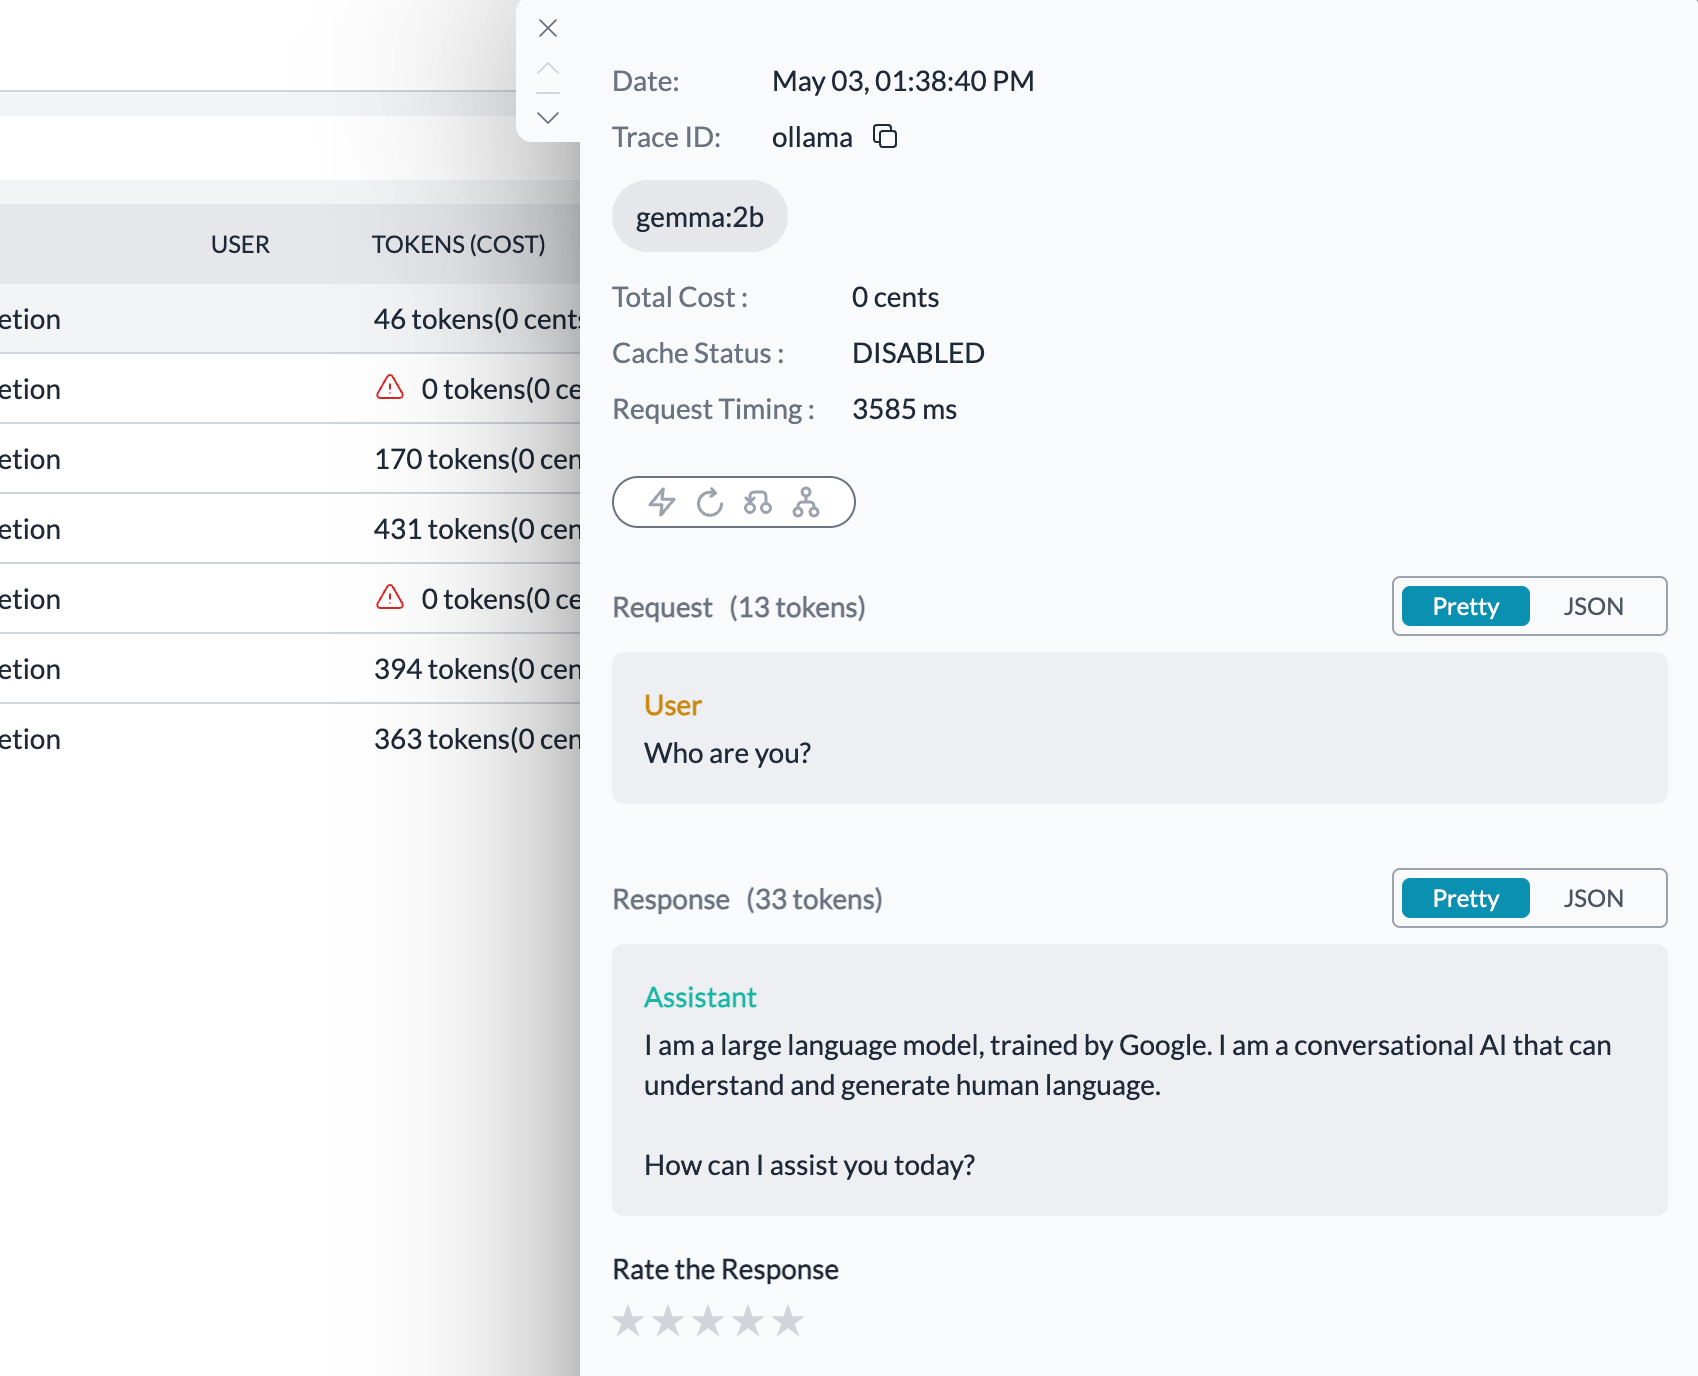 USER TOKENS (COST)
etion 46 tokens(0 cents
etion 0 tokens(0 ce
etion 170 tokens(0 cen
etion 431 tokens(0 cen
etion 0 tokens(0 ce
etion 394 tokens(0 cen
etion 363 tokens(0 cen
Date: May 03, 01:38:40 PM
Trace ID: ollama
gemma:2b
Total Cost : 0 cents
Cache Status : DISABLED
Request Timing : 3585 ms
Request (13 tokens) Pretty JSON
User
Who are you?
Response (33 tokens) Pretty JSON
Assistant
I am a large language model, trained by Google. I am a conversational AI that can
understand and generate human language.
How can I assist you today?
Rate the Response